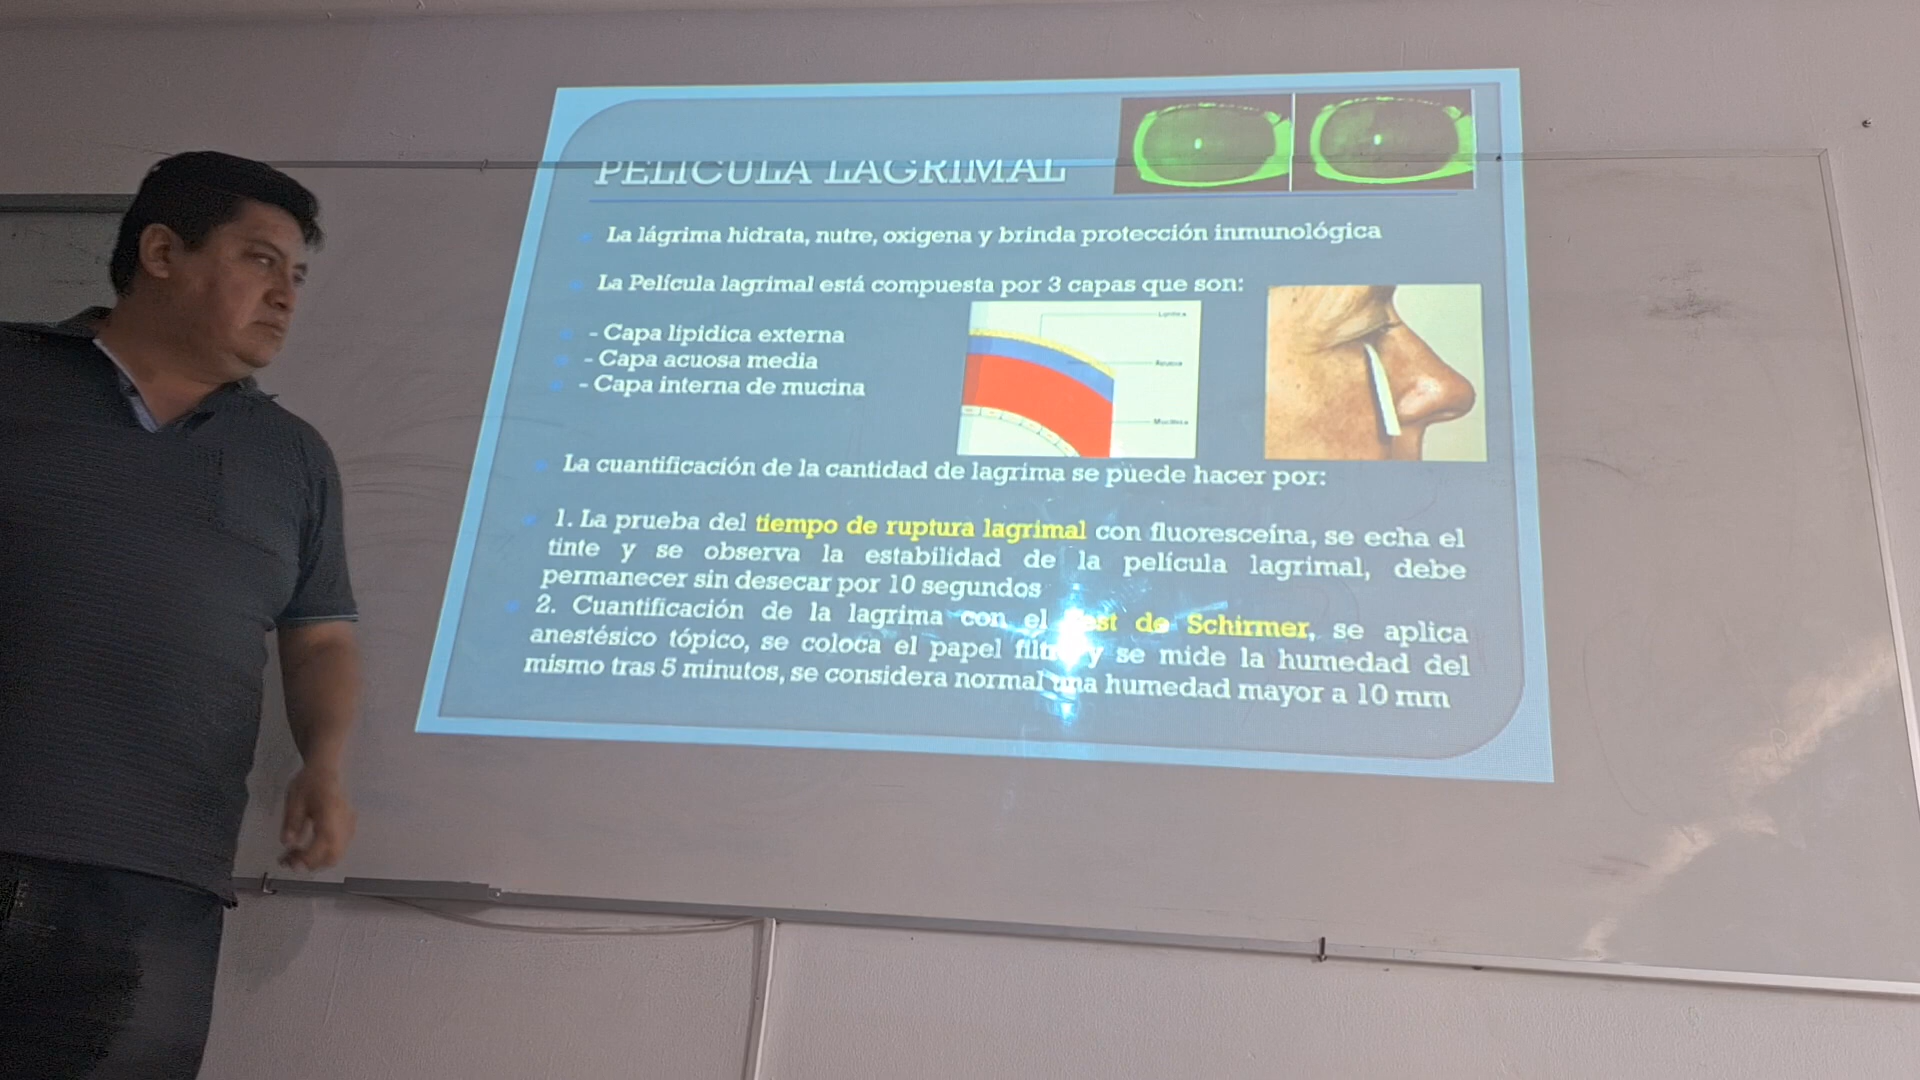 PELICULA LAGRIMAL
La lágrima hidrata, nutre, oxigena y brinda protección inmunológica
La Película lagrimal está compuesta por 3 capas que son:
- Capa lipidica externa
- Capa acuosa media
- Capa interna de mucina
La cuantificación de la cantidad de lagrima se puede hacer por:
1. La prueba del tiempo de ruptura lagrimal con fluoresceína, se echa el
tinte y se observa la estabilidad de la película lagrimal, debe
permanecer sin desecar por 10 segundos
2. Cuantificación de la lagrima con el Test de Schirmer, se aplica
anestésico tópico, se coloca el papel filtro y se mide la humedad del
mismo tras 5 minutos, se considera normal una humedad mayor a 10 mm